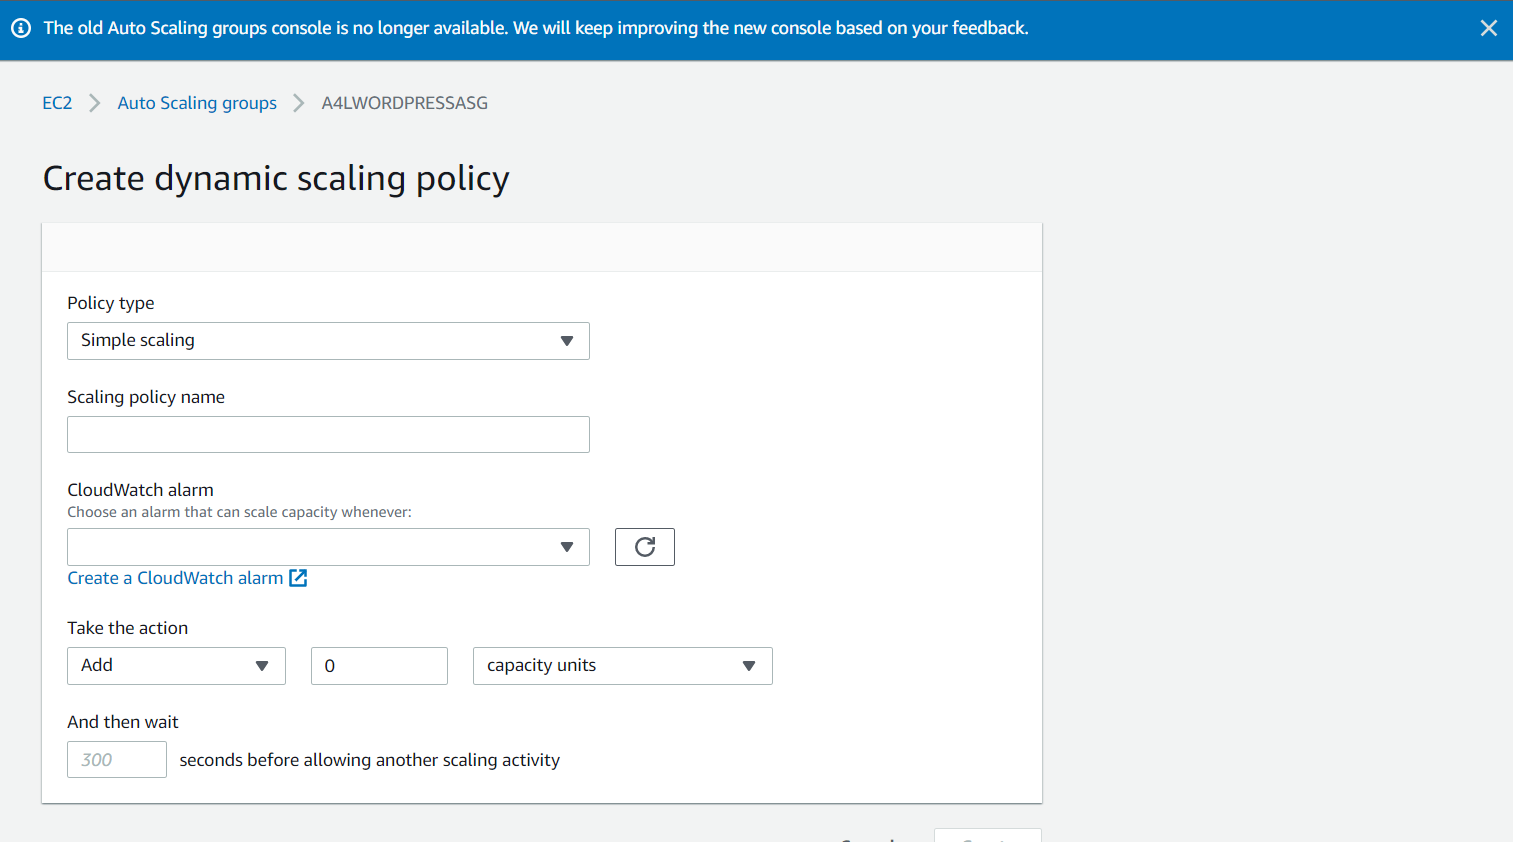 The old Auto Scaling groups console is no longer available. We will keep improving the new console based on your feedback.
EC2 Auto Scaling groups A4LWORDPRESSASG
Create dynamic scaling policy
Policy type
Simple scaling
Scaling policy name
CloudWatch alarm
Choose an alarm that can scale capacity whenever:
Create a CloudWatch alarm
Take the action
Add 0 capacity units
And then wait
300 seconds before allowing another scaling activity